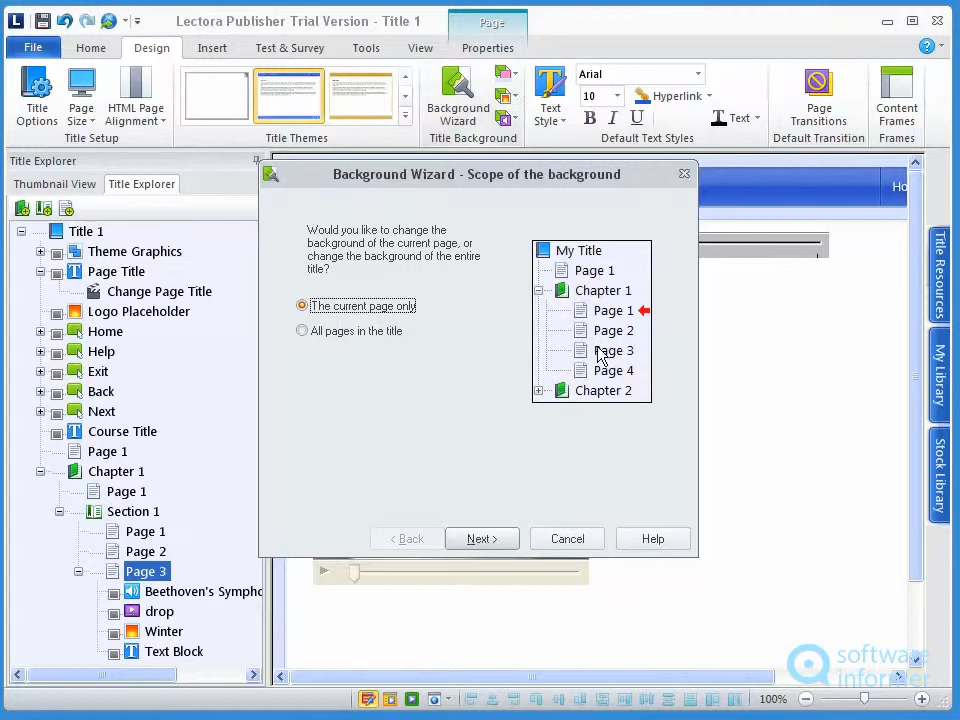 Lectora Publisher Trial Version - Title 1
Page
File Home Design Insert Test & Survey Tools View Properties
Title Options
Page Size
HTML Page Alignment
Title Setup
Title Themes
Background Wizard
Title Background
Text Style
Arial
10
Hyperlink
B I U
Text
Default Text Styles
Page Transitions
Default Transition
Content Frames
Frames
Title Explorer
Thumbnail View Title Explorer
Title 1
Theme Graphics
Page Title
Change Page Title
Logo Placeholder
Home
Help
Exit
Back
Next
Course Title
Page 1
Chapter 1
Page 1
Section 1
Page 1
Page 2
Page 3
Beethoven's Sympho
drop
Winter
Text Block
Background Wizard - Scope of the background
Would you like to change the
background of the current page, or
change the background of the entire
title?
The current page only
All pages in the title
My Title
Page 1
Chapter 1
Page 1
Page 2
Page 3
Page 4
Chapter 2
< Back Next > Cancel Help
Ho
Title Resources
My Library
Stock Library
software
informer
100%